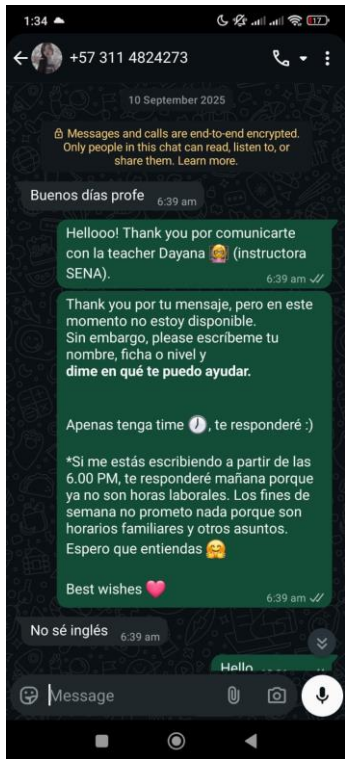 1:34
17
+57 311 4824273
10 September 2025
Messages and calls are end-to-end encrypted.
Only people in this chat can read, listen to, or
share them. Learn more.
Buenos días profe
6:39 am
Hellooo! Thank you por comunicarte
con la teacher Dayana 👩‍🏫 (instructora
SENA).
6:39 am
Thank you por tu mensaje, pero en este
momento no estoy disponible.
Sin embargo, please escríbeme tu
nombre, ficha o nivel y
dime en qué te puedo ayudar.
Apenas tenga time 🕖, te responderé :)
*Si me estás escribiendo a partir de las
6.00 PM, te responderé mañana porque
ya no son horas laborales. Los fines de
semana no prometo nada porque son
horarios familiares y otros asuntos.
Espero que entiendas 🤗
Best wishes 💓
6:39 am
No sé inglés
6:39 am
Hello
Message